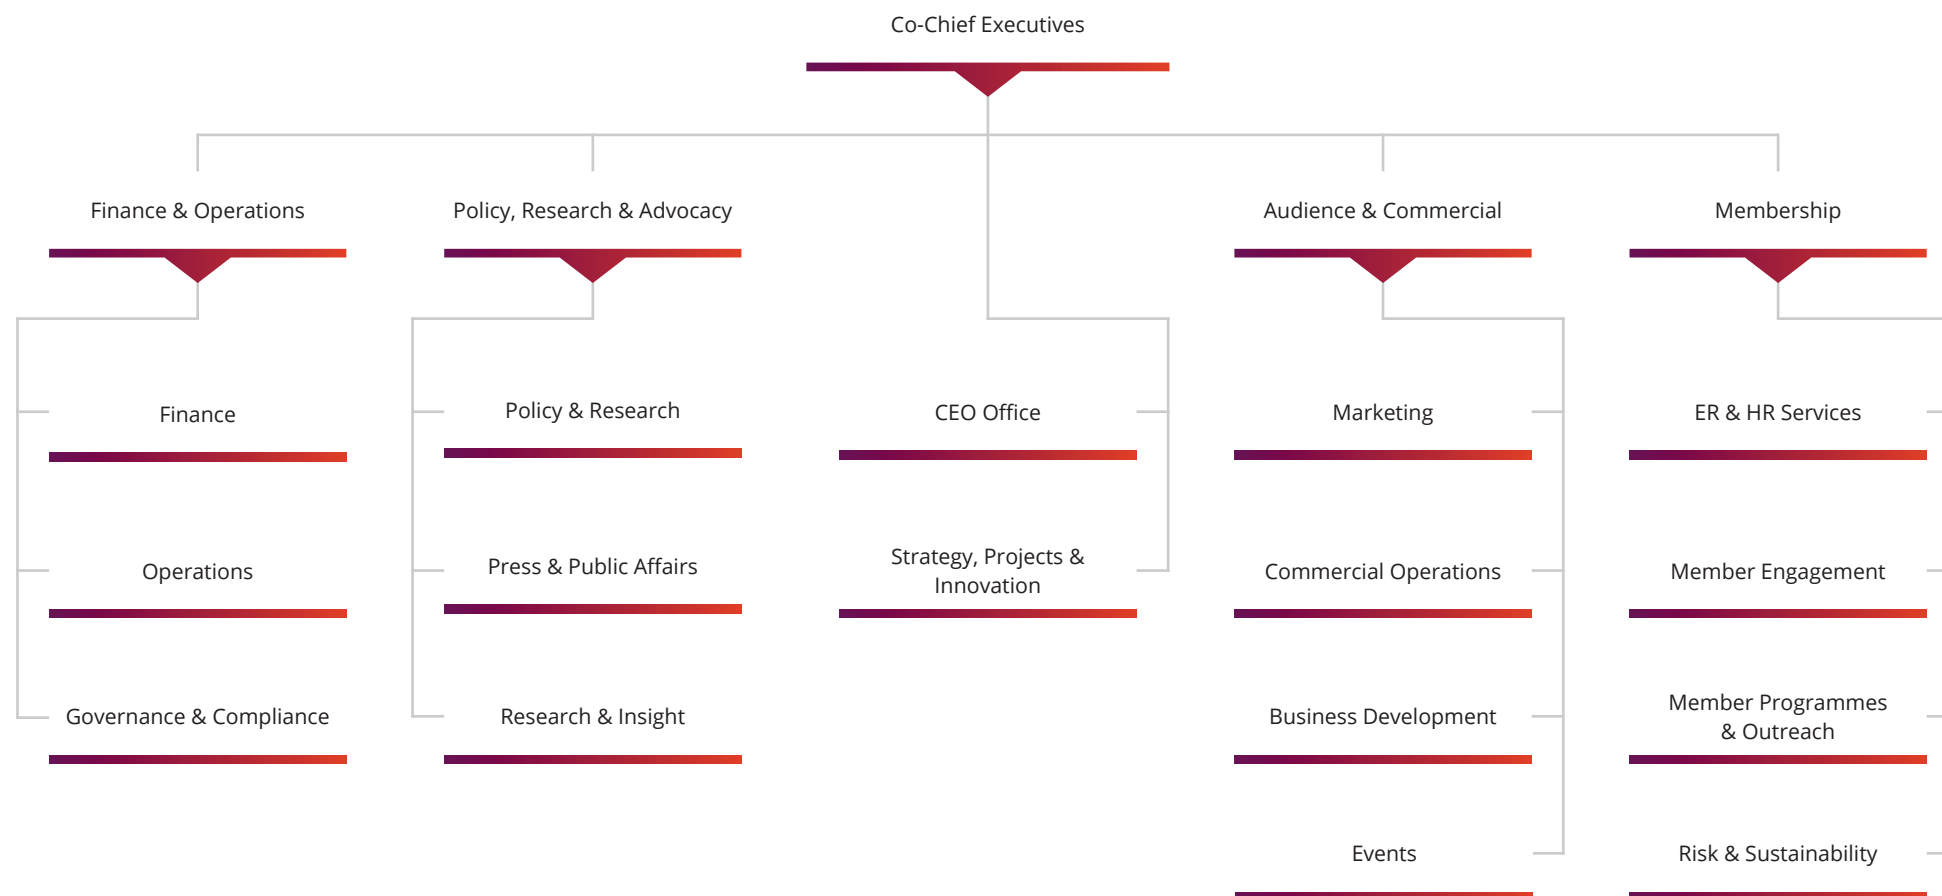 Co-Chief Executives
Finance & Operations
Policy, Research & Advocacy
Audience & Commercial
Membership
Finance
Policy & Research
CEO Office
Marketing
ER & HR Services
Operations
Press & Public Affairs
Strategy, Projects &
Innovation
Commercial Operations
Member Engagement
Governance & Compliance
Research & Insight
Business Development
Member Programmes
& Outreach
Events
Risk & Sustainability